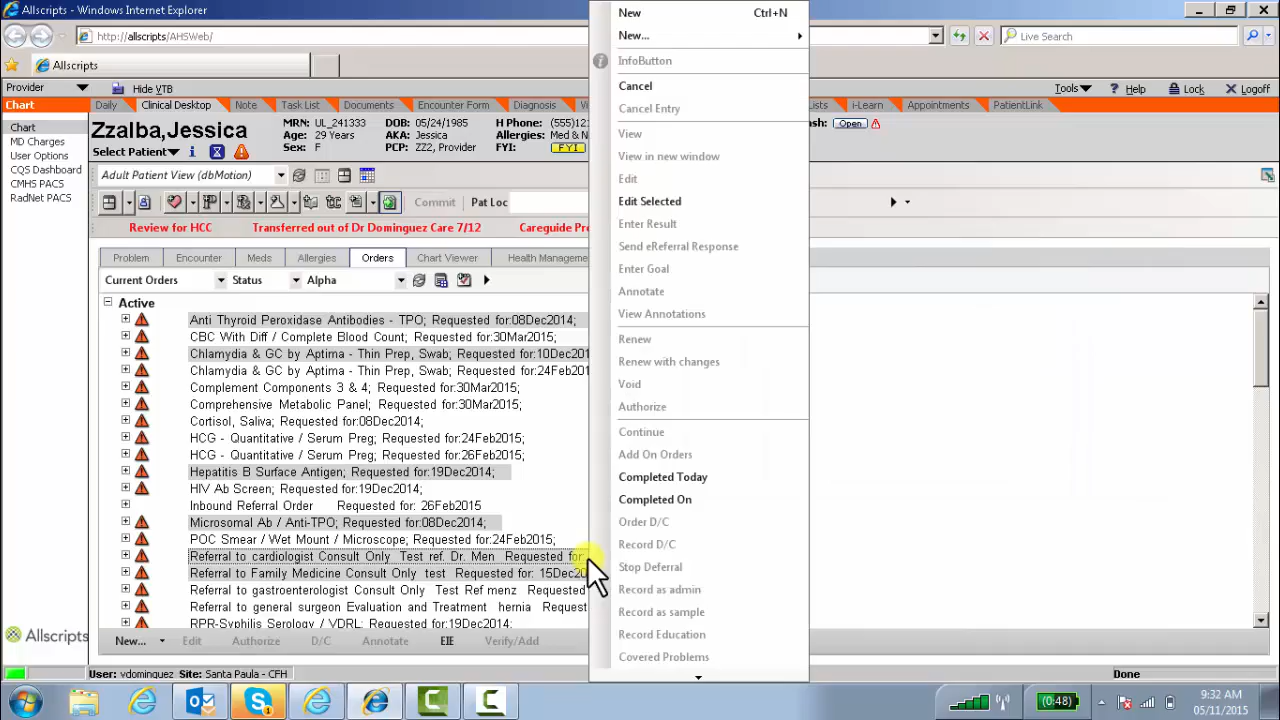 Allscripts - Windows Internet Explorer
http://allscripts/AHSWeb/
Live Search
Allscripts
Provider
Hide VTB
Tools
Help
Lock
Logoff
Chart
Daily
Clinical Desktop
Note
Task List
Documents
Encounter Form
Diagnosis
Lists
i-Learn
Appointments
PatientLink
Chart
MD Charges
User Options
CQS Dashboard
CMHS PACS
RadNet PACS
Zzalba,Jessica
Select Patient
MRN: UL_241333
Age: 29 Years
Sex: F
DOB: 05/24/1985
AKA: Jessica
PCP: ZZ2, Provider
H Phone: (555)12
Allergies: Med & N
FYI: FYI
sh: Open
Adult Patient View (dbMotion)
Commit
Pat Loc
Review for HCC
Transferred out of Dr Dominguez Care 7/12
Careguide Pr
Problem
Encounter
Meds
Allergies
Orders
Chart Viewer
Health Manageme
Current Orders
Status
Alpha
Active
Anti Thyroid Peroxidase Antibodies - TPO; Requested for:08Dec2014;
CBC With Diff / Complete Blood Count; Requested for:30Mar2015;
Chlamydia & GC by Aptima - Thin Prep, Swab; Requested for:10Dec201
Chlamydia & GC by Aptima - Thin Prep, Swab; Requested for:24Feb201
Complement Components 3 & 4; Requested for:30Mar2015;
Comprehensive Metabolic Panel; Requested for:30Mar2015;
Cortisol, Saliva; Requested for:08Dec2014;
HCG - Quantitative / Serum Preg; Requested for:24Feb2015;
HCG - Quantitative / Serum Preg; Requested for:26Feb2015;
Hepatitis B Surface Antigen; Requested for:19Dec2014;
HIV Ab Screen; Requested for:19Dec2014;
Inbound Referral Order Requested for: 26Feb2015
Microsomal Ab / Anti-TPO; Requested for:08Dec2014;
POC Smear / Wet Mount / Microscope; Requested for:24Feb2015;
Referral to cardiologist Consult Only Test ref. Dr. Men Requested for:
Referral to Family Medicine Consult Only test Requested for: 15Dec20
Referral to gastroenterologist Consult Only Test Ref menz Requested
Referral to general surgeon Evaluation and Treatment hernia Request
RPR-Syphilis Serology / VDRL; Requested for:19Dec2014;
New...
Edit
Authorize
D/C
Annotate
EIE
Verify/Add
New Ctrl+N
New...
InfoButton
Cancel
Cancel Entry
View
View in new window
Edit
Edit Selected
Enter Result
Send eReferral Response
Enter Goal
Annotate
View Annotations
Renew
Renew with changes
Void
Authorize
Continue
Add On Orders
Completed Today
Completed On
Order D/C
Record D/C
Stop Deferral
Record as admin
Record as sample
Record Education
Covered Problems
Allscripts
User: vdominguez Site: Santa Paula - CFH
Done
(0:48)
9:32 AM
05/11/2015